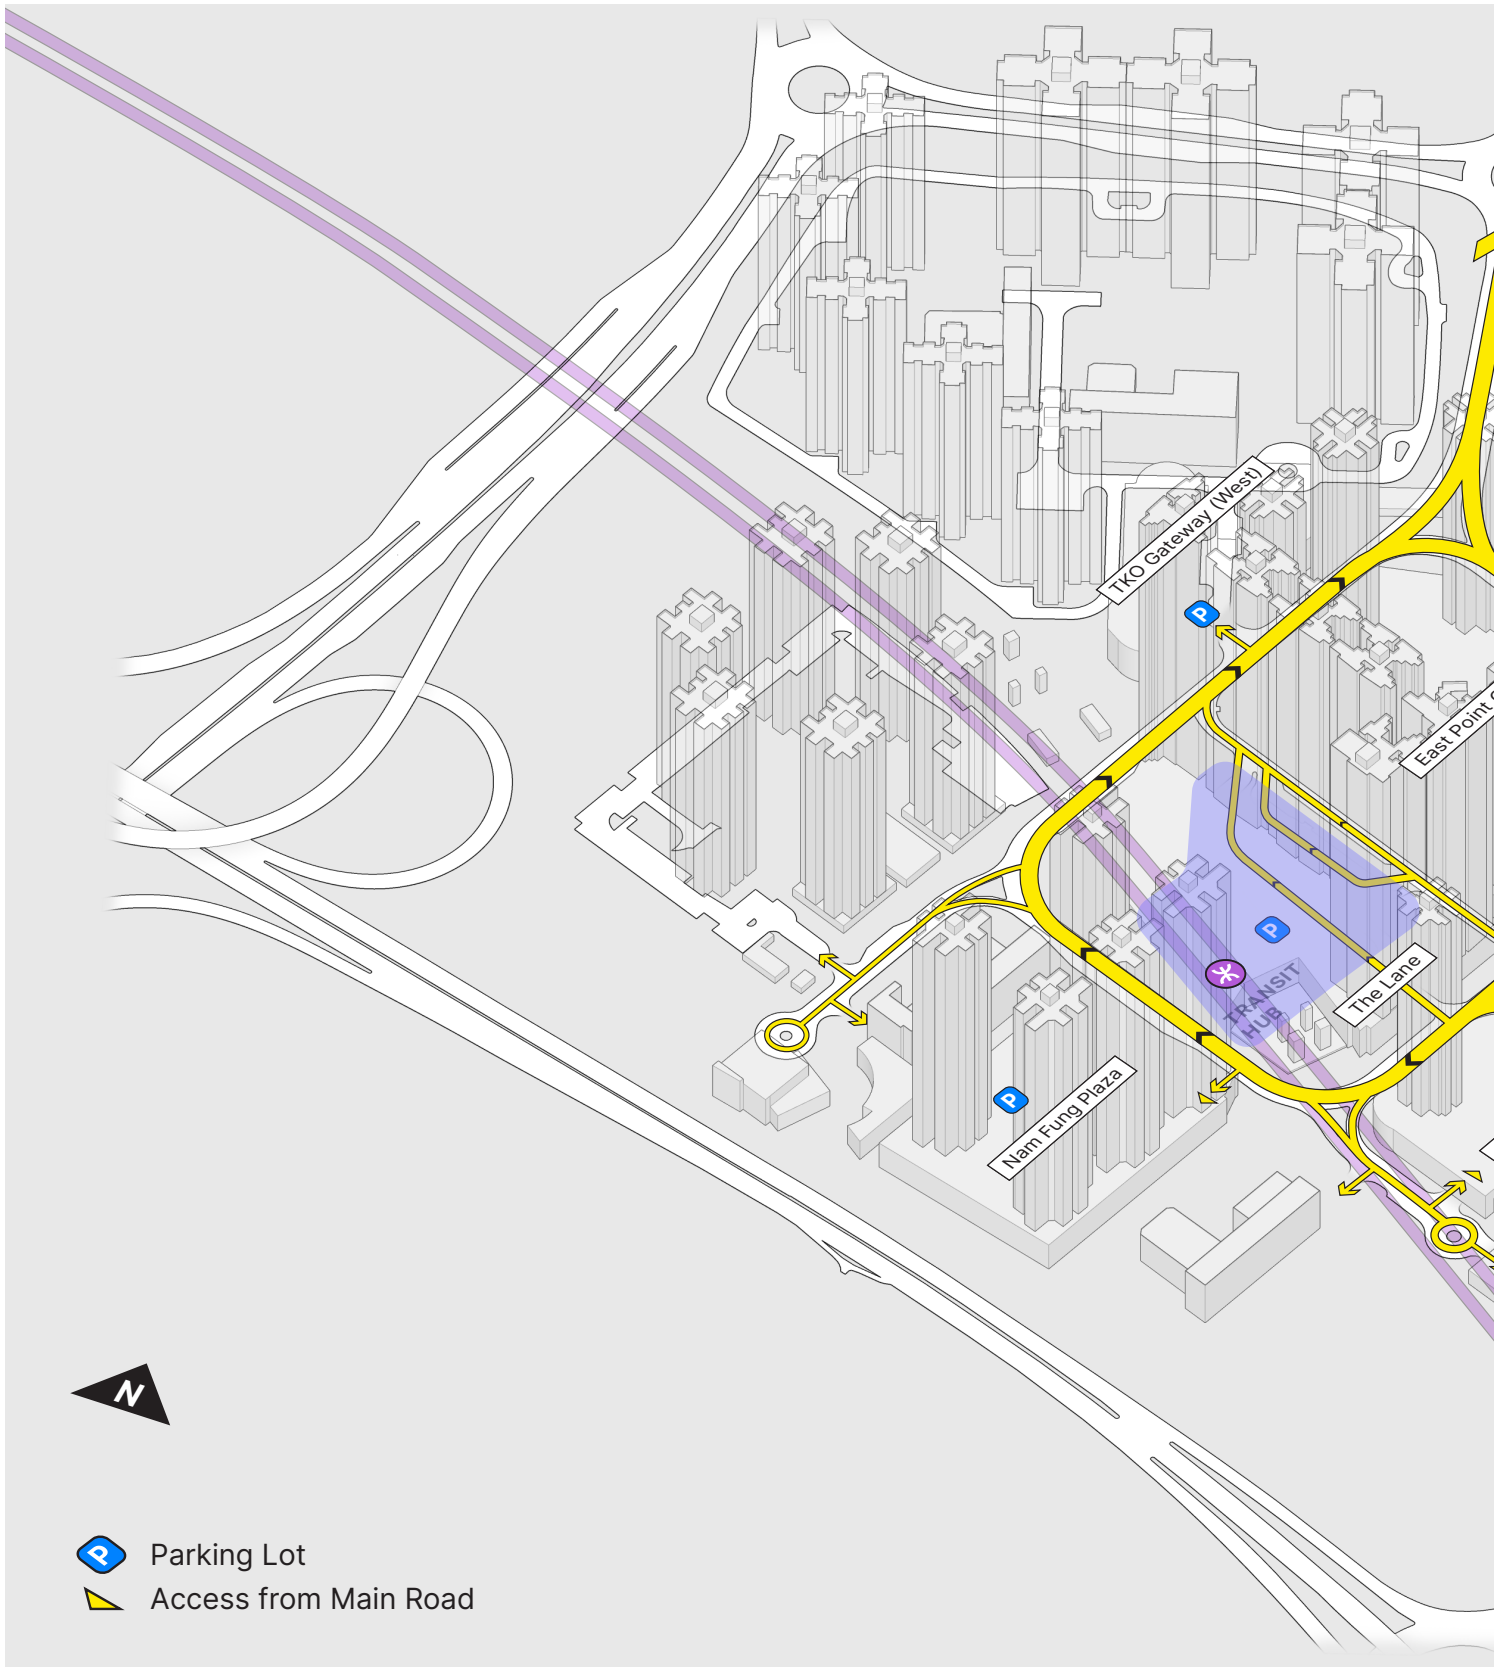 TKO Gateway (West)
P
East Point
P
TRANSIT
HUB
The Lane
P
Nam Fung Plaza
N
P Parking Lot
Access from Main Road